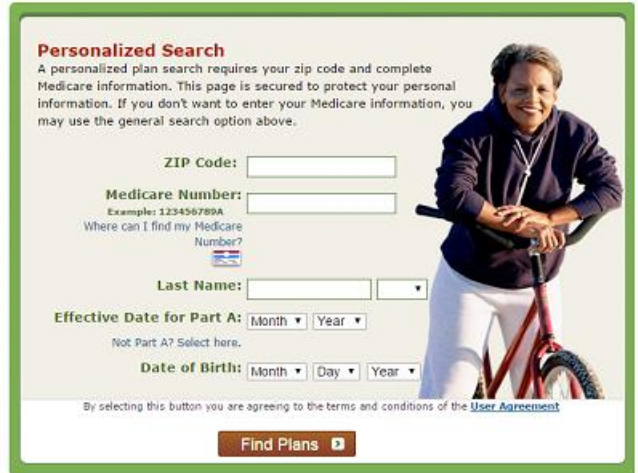 Personalized Search
A personalized plan search requires your zip code and complete
Medicare information. This page is secured to protect your personal
information. If you don't want to enter your Medicare information, you
may use the general search option above.
ZIP Code:
Medicare Number:
Example: 123456789A
Where can I find my Medicare
Number?
Last Name:
Effective Date for Part A: Month Year
Not Part A? Select here.
Date of Birth: Month Day Year
By selecting this button you are agreeing to the terms and conditions of the User Agreement
Find Plans